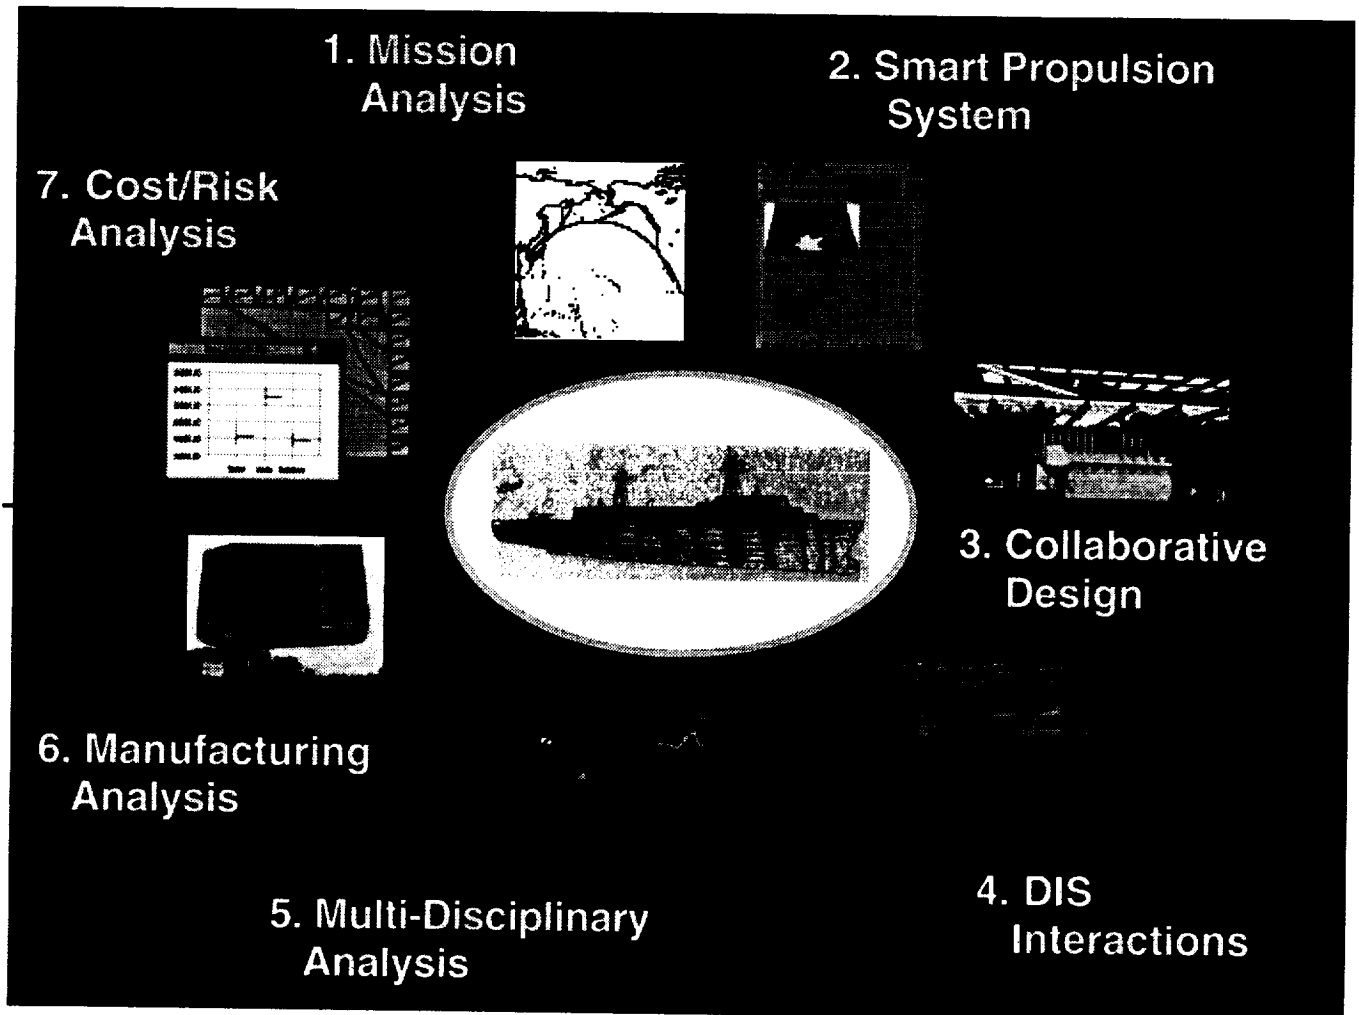 1. Mission
Analysis
2. Smart Propulsion
System
7. Cost/Risk
Analysis
3. Collaborative
Design
6. Manufacturing
Analysis
4. DIS
Interactions
5. Multi-Disciplinary
Analysis